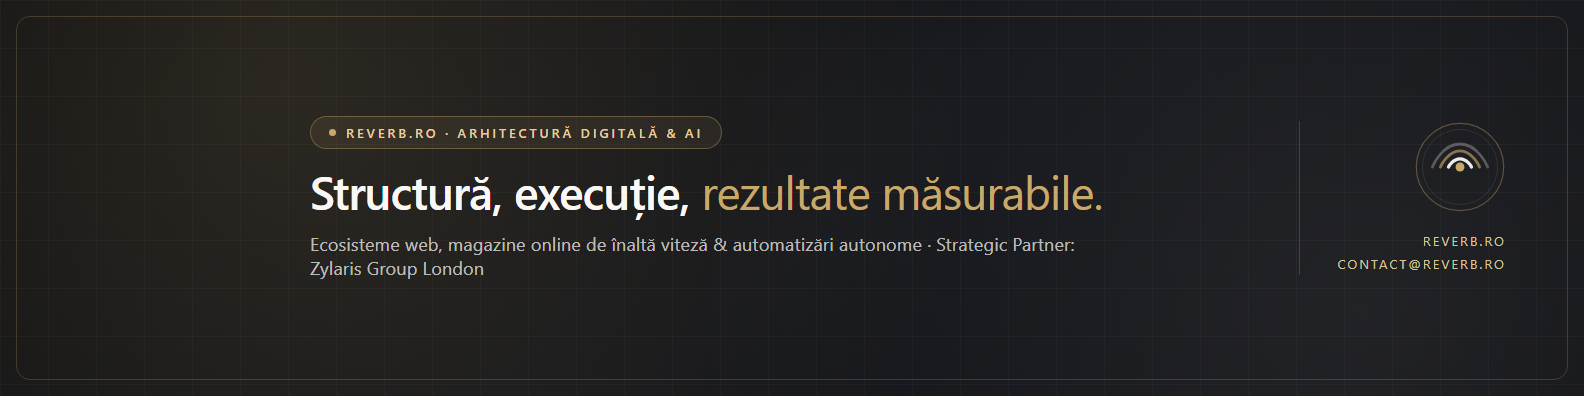 REVERB.RO · ARHITECTURĂ DIGITALĂ & AI
Structură, execuție, rezultate măsurabile.
Ecosisteme web, magazine online de înaltă viteză & automatizări autonome · Strategic Partner:
Zylaris Group London
REVERB.RO
CONTACT@REVERB.RO